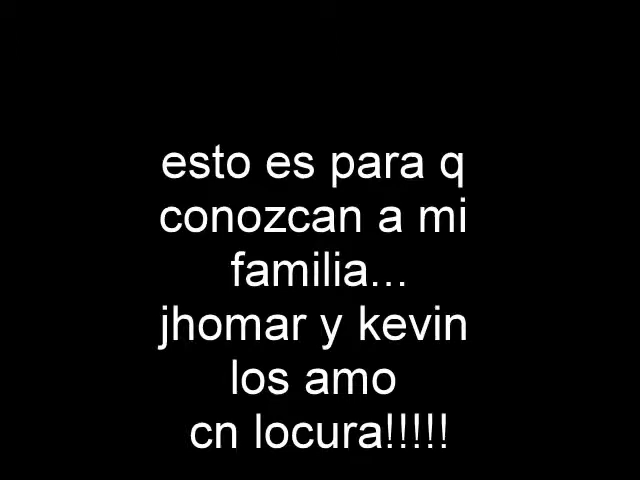 esto es para q
conozcan a mi
familia...
jhomar y kevin
los amo
cn locura!!!!!